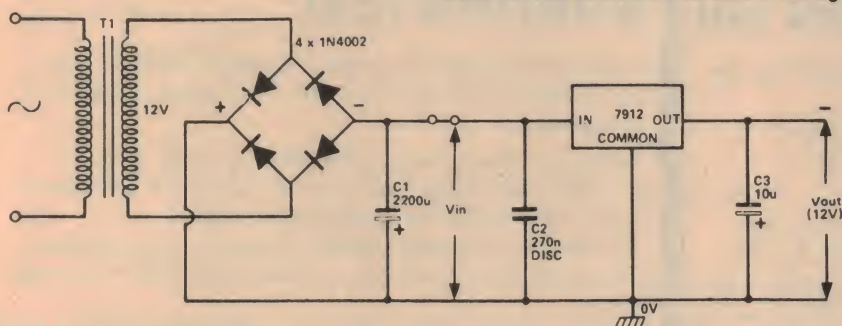 T1
4 x 1N4002
12V
+
−
C1
2200u
+
Vin
C2
270n
DISC
7912
IN
OUT
COMMON
0V
C3
10u
+
−
Vout
(12V)